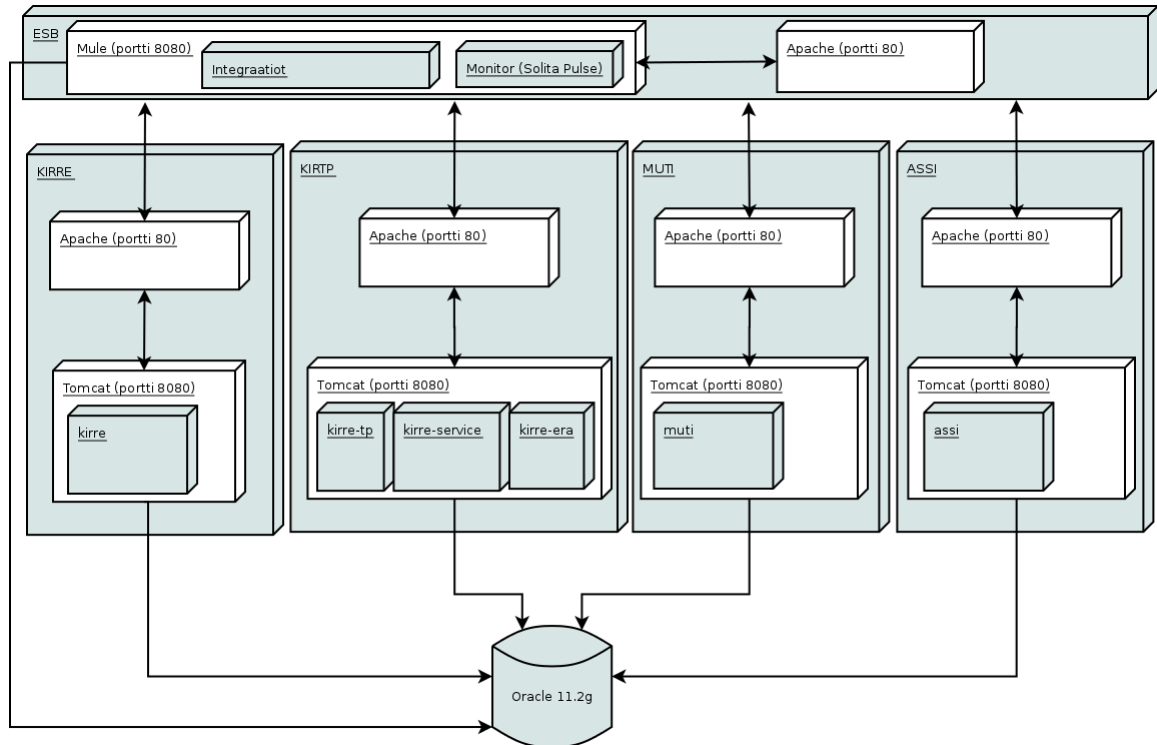 ESB
Mule (portti 8080)
Integraatiot
Monitor (Solita Pulse)
Apache (portti 80)
KIRRE
Apache (portti 80)
Tomcat (portti 8080)
kirre
KIRTP
Apache (portti 80)
Tomcat (portti 8080)
kirre-tp
kirre-service
kirre-era
MUTI
Apache (portti 80)
Tomcat (portti 8080)
muti
ASSI
Apache (portti 80)
Tomcat (portti 8080)
assi
Oracle 11.2g